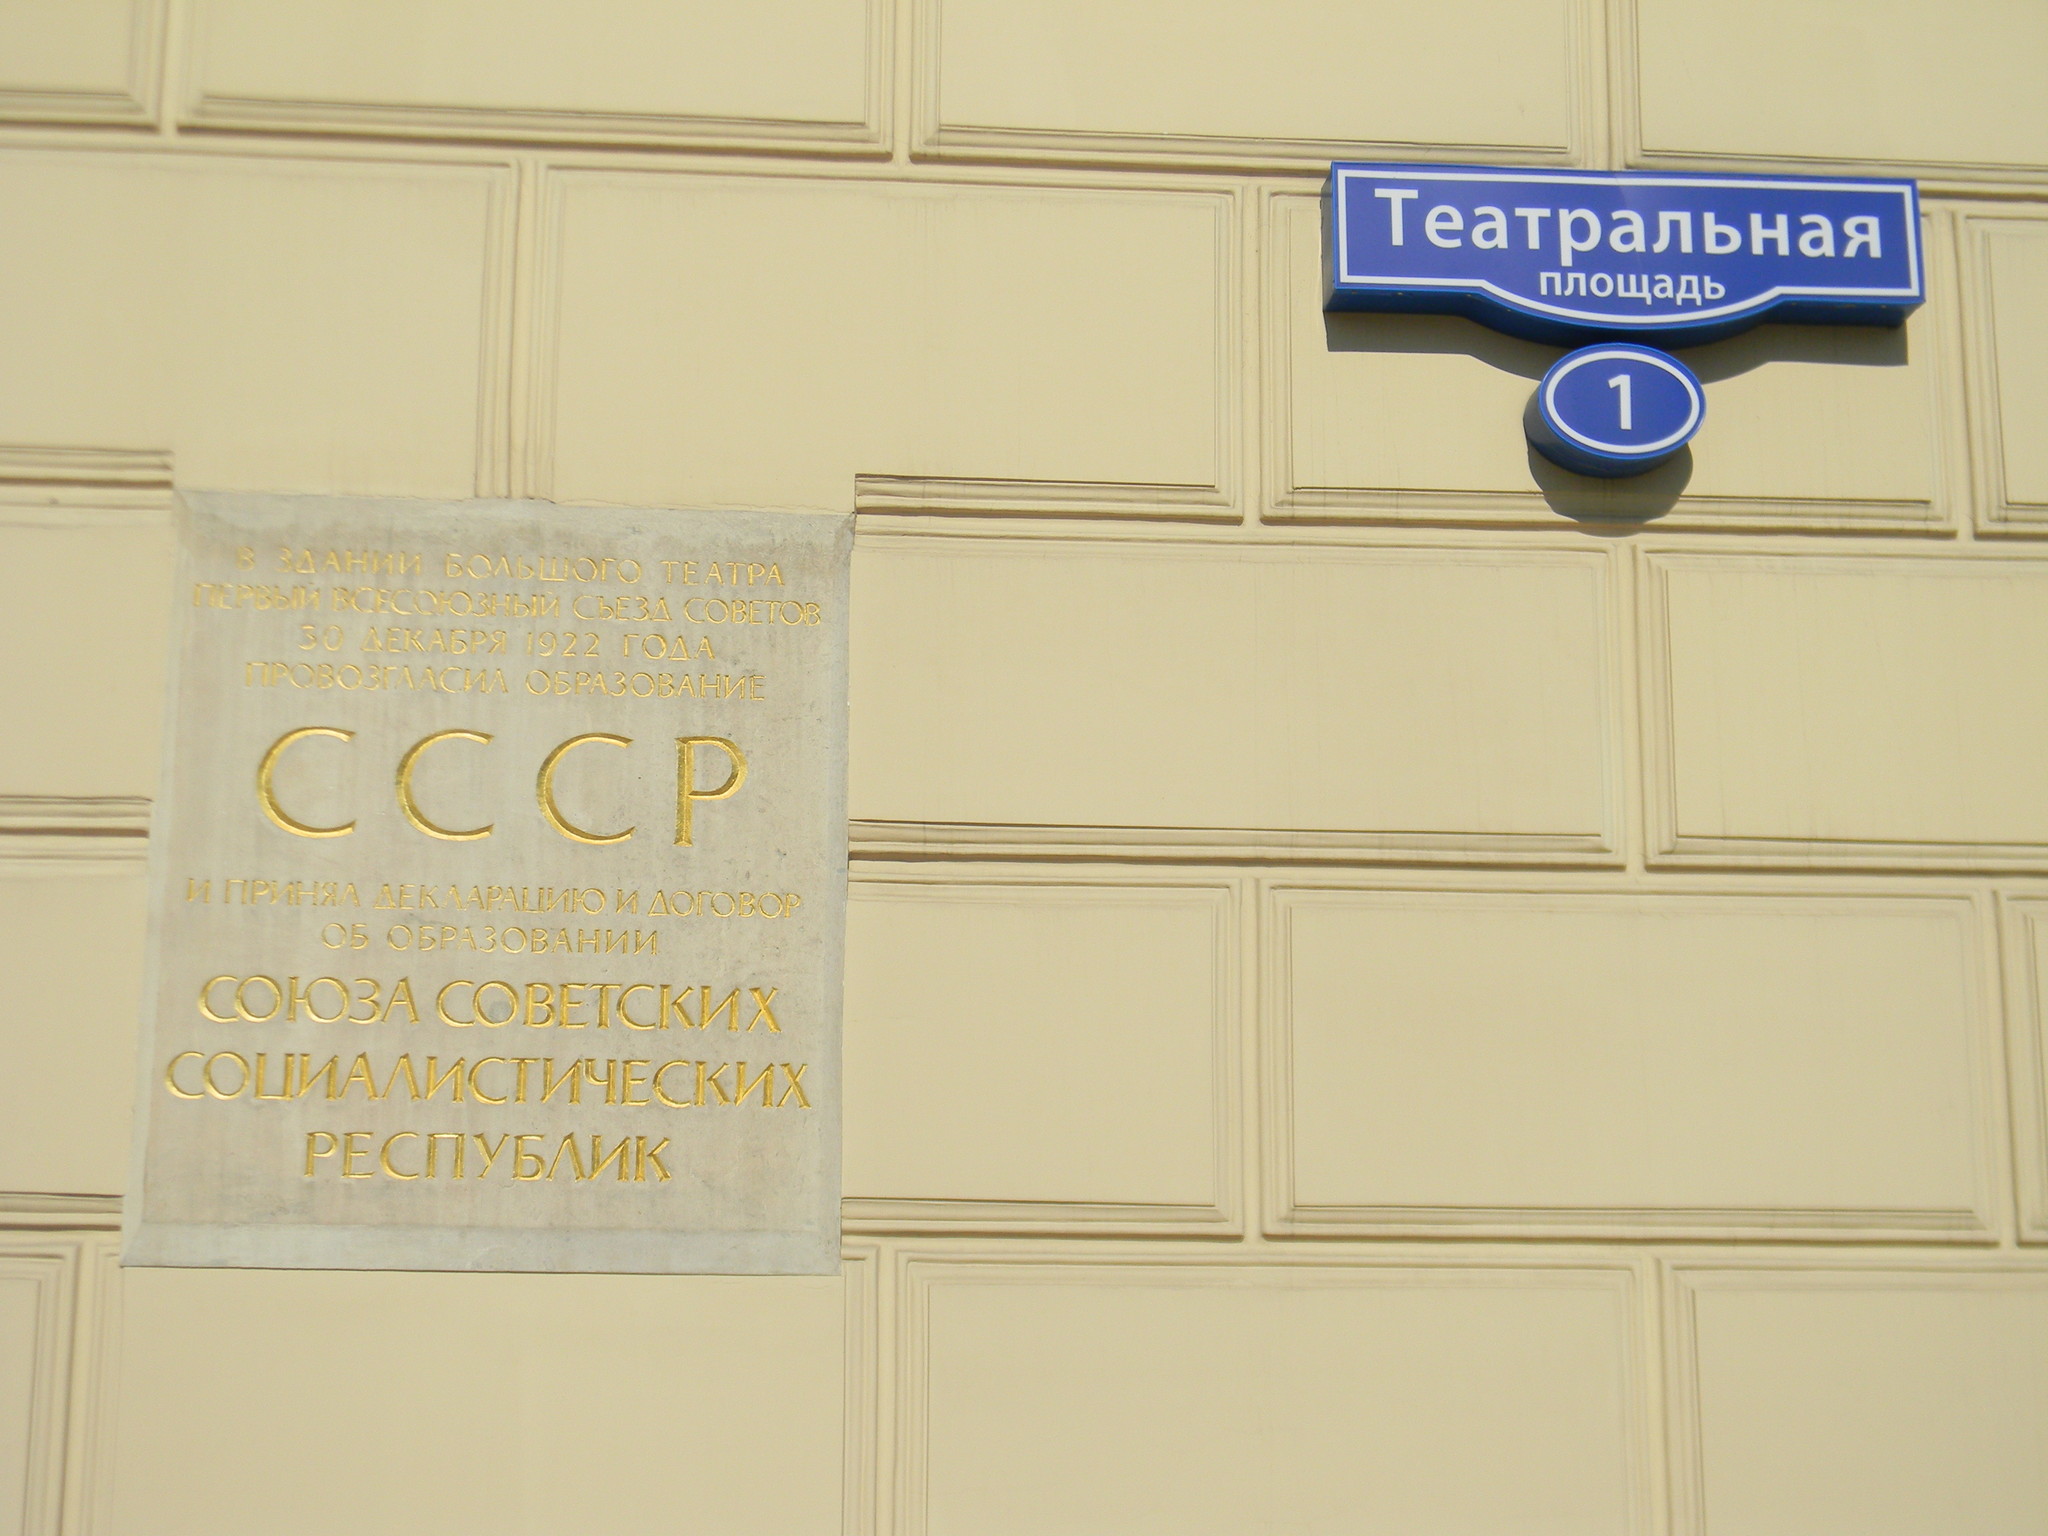 Театральная
площадь
1
В ЗДАНИИ БОЛЬШОГО ТЕАТРА
ПЕРВЫЙ ВСЕСОЮЗНЫЙ СЪЕЗД СОВЕТОВ
30 ДЕКАБРЯ 1922 ГОДА
ПРОВОЗГЛАСИЛ ОБРАЗОВАНИЕ
СССР
И ПРИНЯЛ ДЕКЛАРАЦИЮ И ДОГОВОР
ОБ ОБРАЗОВАНИИ
СОЮЗА СОВЕТСКИХ
СОЦИАЛИСТИЧЕСКИХ
РЕСПУБЛИК